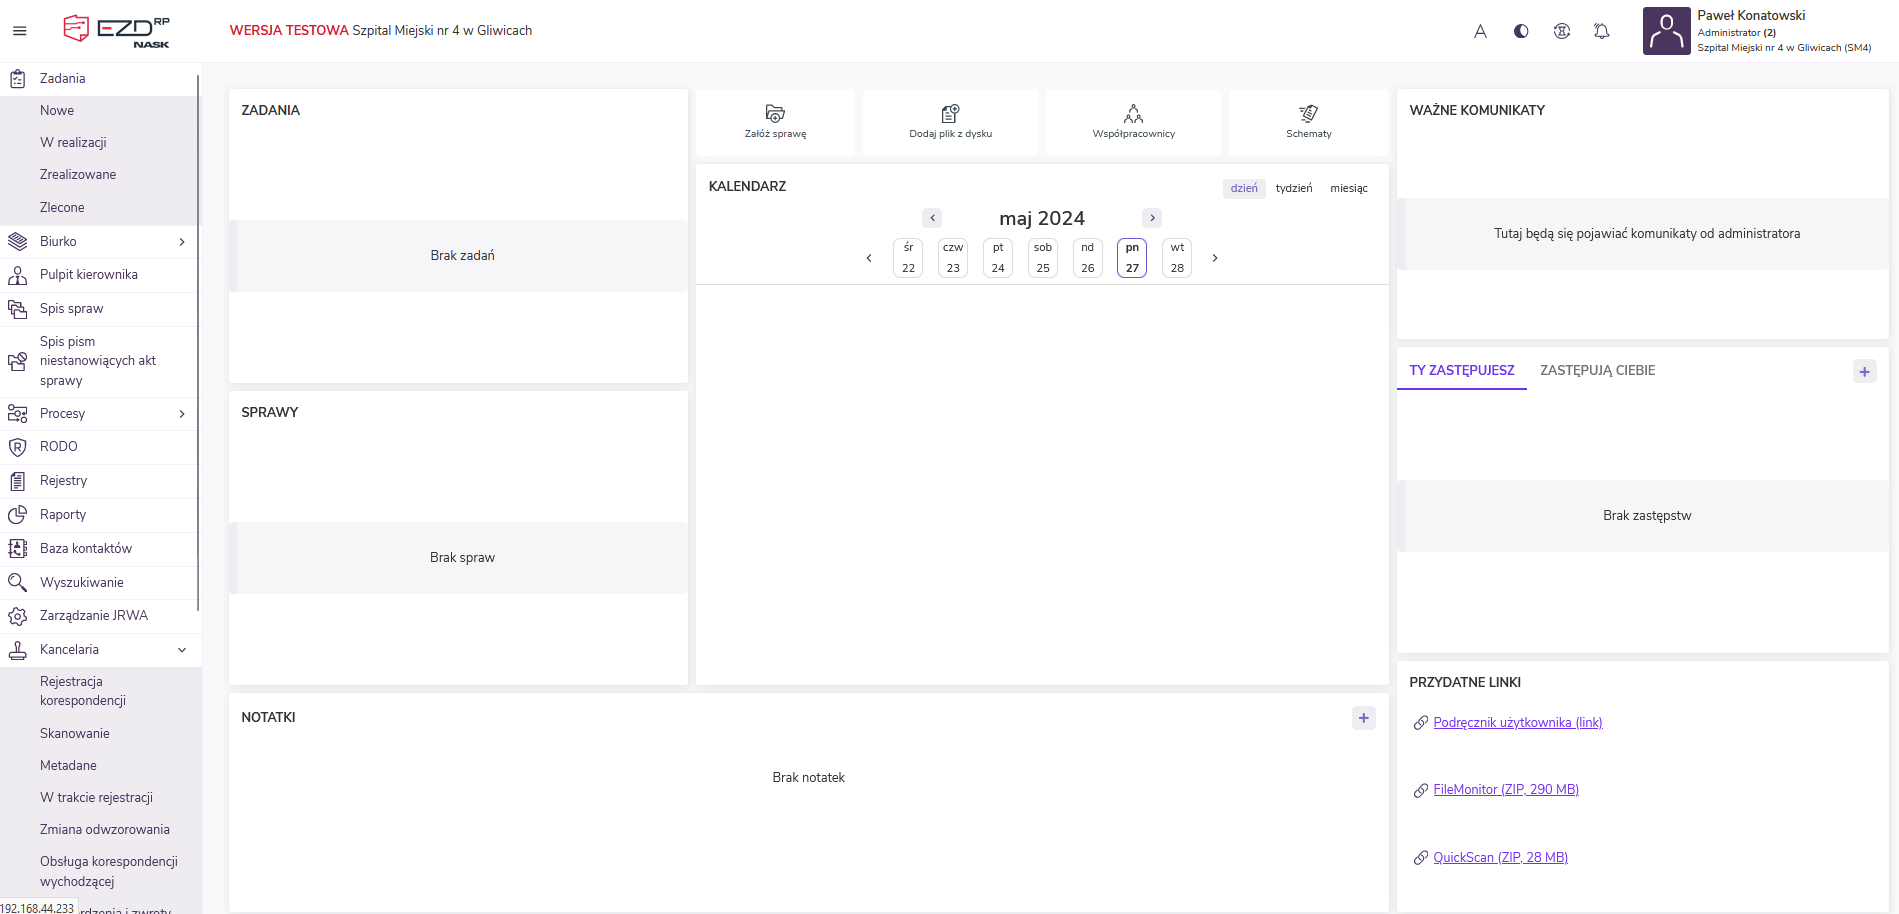 EZD RP
NASK
WERSJA TESTOWA Szpital Miejski nr 4 w Gliwicach
Paweł Konatowski
Administrator (2)
Szpital Miejski nr 4 w Gliwicach (SM4)
Zadania
Nowe
W realizacji
Zrealizowane
Zlecone
Biurko
Pulpit kierownika
Spis spraw
Spis pism
niestanowiących akt
sprawy
Procesy
RODO
Rejestry
Raporty
Baza kontaktów
Wyszukiwanie
Zarządzanie JRWA
Kancelaria
Rejestracja
korespondencji
Skanowanie
Metadane
W trakcie rejestracji
Zmiana odwzorowania
Obsługa korespondencji
wychodzącej
192.168.44.233
ZADANIA
Brak zadań
SPRAWY
Brak spraw
Załóż sprawę
Dodaj plik z dysku
Współpracownicy
Schematy
KALENDARZ
dzień tydzień miesiąc
maj 2024
śr czw pt sob nd pn wt
22 23 24 25 26 27 28
NOTATKI
Brak notatek
WAŻNE KOMUNIKATY
Tutaj będą się pojawiać komunikaty od administratora
TY ZASTĘPUJESZ ZASTĘPUJĄ CIEBIE
Brak zastępstw
PRZYDATNE LINKI
Podręcznik użytkownika (link)
FileMonitor (ZIP, 290 MB)
QuickScan (ZIP, 28 MB)